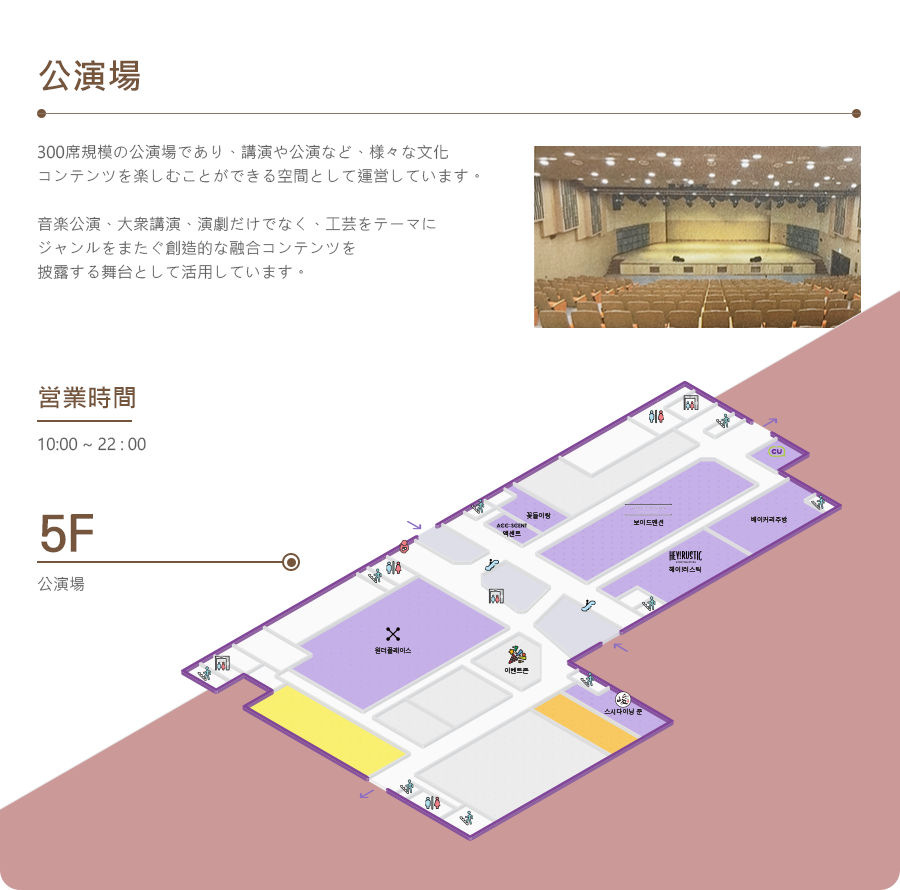 公演場
300席規模の公演場であり、講演や公演など、様々な文化
コンテンツを楽しむことができる空間として運営しています。
音楽公演、大衆講演、演劇だけでなく、工芸をテーマに
ジャンルをまたぐ創造的な融合コンテンツを
披露する舞台として活用しています。
営業時間
10:00 ~ 22 : 00
5F
公演場
CU
꽃들이랑
ACC:SCENT
액센트
보이드맨션
베이커리주방
HEY!RUSTIC
헤이!러스틱
원더플레이스
이벤트존
스시다이닝 쿤